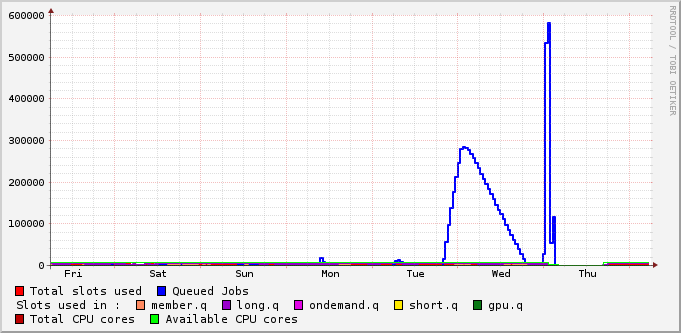 RRDTOOL / TOBI OETIKER
600000
500000
400000
300000
200000
100000
0
Fri Sat Sun Mon Tue Wed Thu
Total slots used Queued Jobs
Slots used in : member.q long.q ondemand.q short.q gpu.q
Total CPU cores Available CPU cores